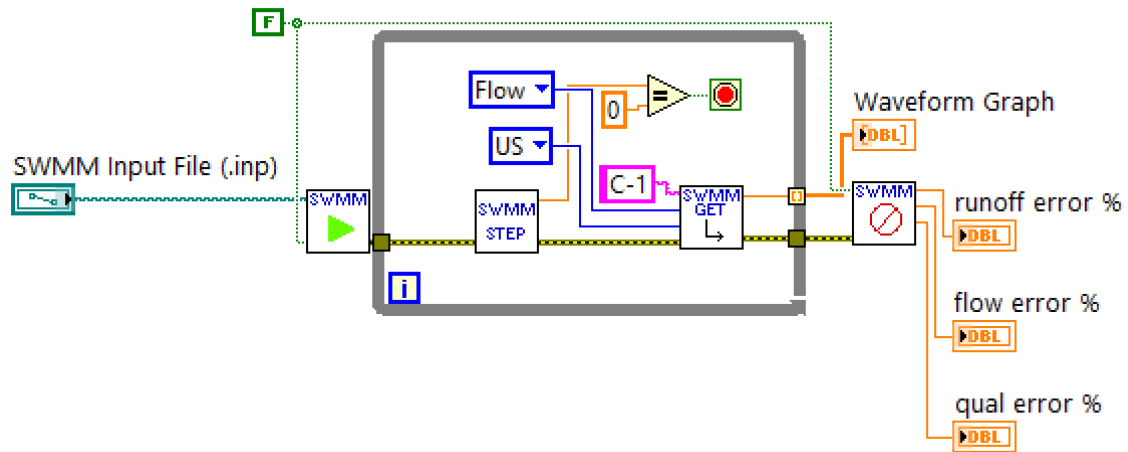 F
Flow
0
US
Waveform Graph
DBL
SWMM Input File (.inp)
C-1
SWMM
SWMM
STEP
SWMM
GET
SWMM
runoff error %
DBL
i
flow error %
DBL
qual error %
DBL